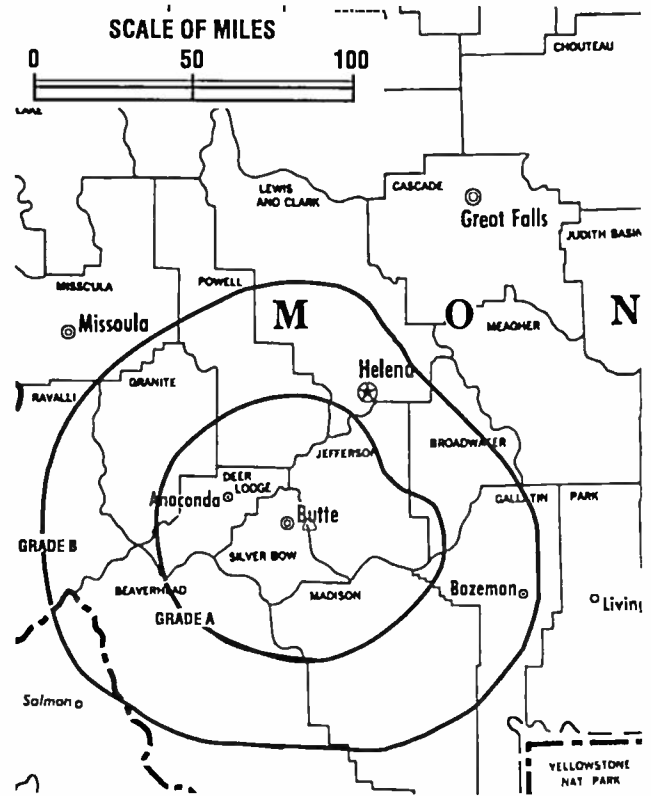 SCALE OF MILES
0 50 100
CHOUTEAU
LAKE
LEWIS
AND CLARK
CASCADE
Great Falls
JUDITH BASIN
MISSCULA
POWELL
M O N
Missoula
MEAGHER
Helena
RAVALLI
GRANITE
JEFFERSON
BROADWATER
DEER
LODGE
Anaconda
GALLATIN PARK
Butte
GRADE B
SILVER BOW
BEAVERHEAD
MADISON
Bozeman
Livin
GRADE A
Salmon
YELLOWSTONE
NAT PARK